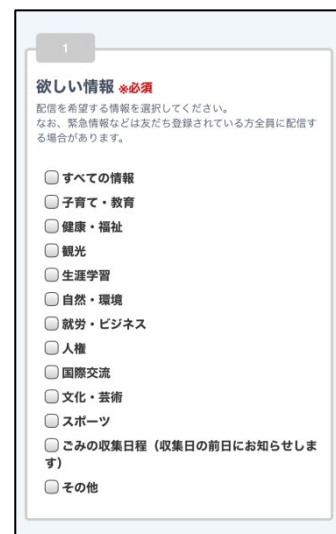 1
欲しい情報 ※必須
配信を希望する情報を選択してください。
なお、緊急情報などは友だち登録されている方全員に配信す
る場合があります。
すべての情報
子育て・教育
健康・福祉
観光
生涯学習
自然・環境
就労・ビジネス
人権
国際交流
文化・芸術
スポーツ
ごみの収集日程（収集日の前日にお知らせしま
す）
その他